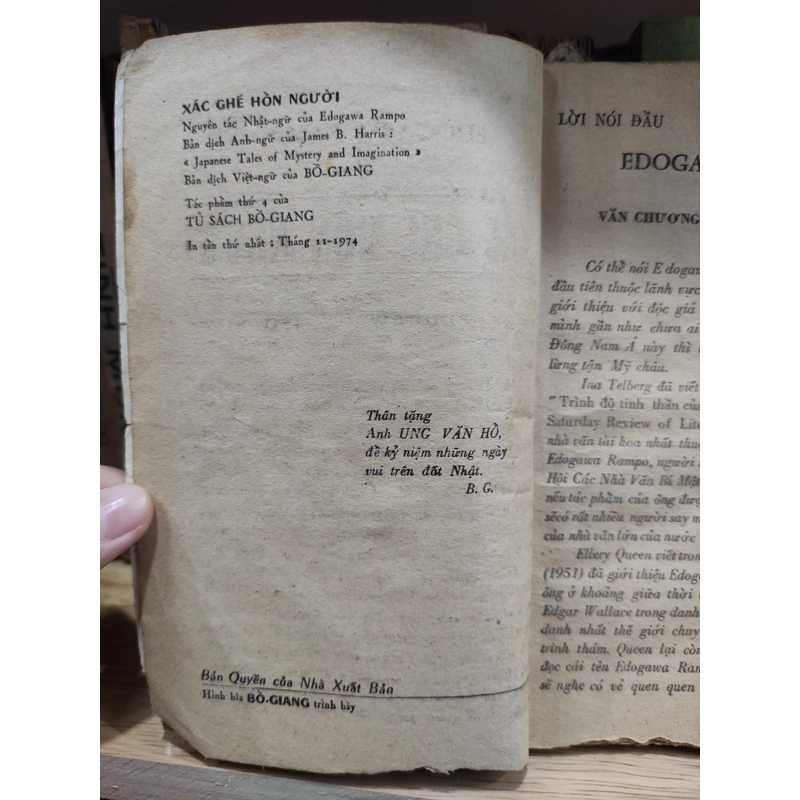 XÁC GHẾ HỒN NGƯỜI
Nguyên tác Nhật-ngữ của Edogawa Rampo
Bản dịch Anh-ngữ của James B. Harris :
« Japanese Tales of Mystery and Imagination »
Bản dịch Việt-ngữ của BỒ-GIANG
Tác phẩm thứ 4 của
TỦ SÁCH BỒ-GIANG
In lần thứ nhất : Tháng 11-1974
Thân tặng
Anh UNG VĂN HỒ,
để kỷ niệm những ngày
vui trên đất Nhật.
B. G.
Bản Quyền của Nhà Xuất Bản
Hình bìa BỒ-GIANG trình bày
LỜI NÓI ĐẦU
EDOGA
VĂN CHƯƠNG
Có thể nói Edogaw
đầu tiên thuộc lãnh vực
giới thiệu với độc giả
mình gần như chưa ai
Đông Nam Á này thì
lừng tận Mỹ châu.
Ina Telberg đã viết
"Trình độ tinh thần của
Saturday Review of Lite
nhà văn tài hoa nhất thu
Edogawa Rampo, người
Hội Các Nhà Văn Bí Mật
nếu tác phẩm của ông đượ
sẽcó rất nhiều người say m
của nhà văn lớn của nước
Ellery Queen viết tron
(1951) đã giới thiệu Edog
ông ở khoảng giữa thời
Edgar Wallace trong danh
danh nhất thế giới chuy
trinh thám. Queen lại còn
đọc cái tên Edogawa Ram
sẽ nghe có vẻ quen quen